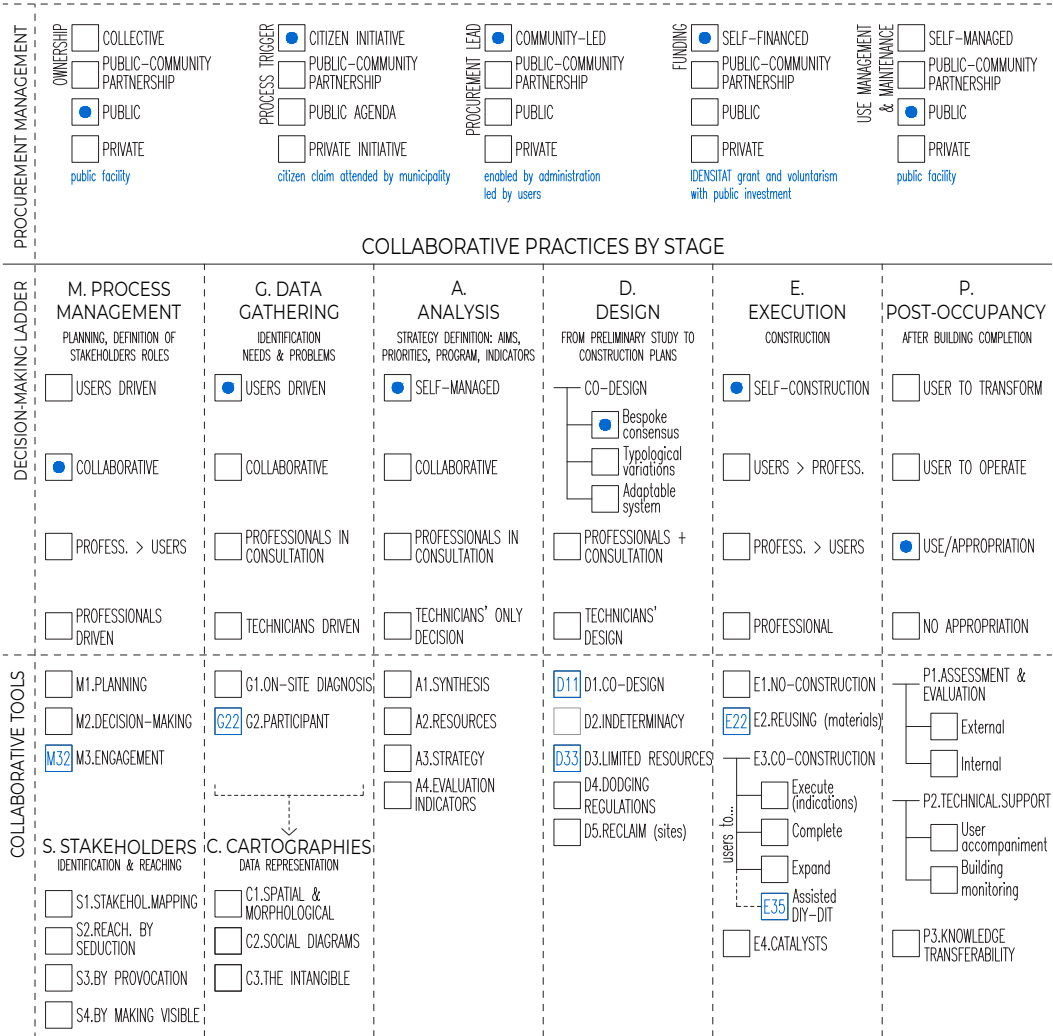 PROCUREMENT MANAGEMENT
OWNERSHIP
COLLECTIVE
PUBLIC-COMMUNITY
PARTNERSHIP
PUBLIC
PRIVATE
public facility
PROCESS TRIGGER
CITIZEN INITIATIVE
PUBLIC-COMMUNITY
PARTNERSHIP
PUBLIC AGENDA
PRIVATE INITIATIVE
citizen claim attended by municipality
PROCUREMENT LEAD
COMMUNITY-LED
PUBLIC-COMMUNITY
PARTNERSHIP
PUBLIC
PRIVATE
enabled by administration
led by users
FUNDING
SELF-FINANCED
PUBLIC-COMMUNITY
PARTNERSHIP
PUBLIC
PRIVATE
IDENSITAT grant and voluntarism
with public investment
USE MANAGEMENT
& MAINTENANCE
SELF-MANAGED
PUBLIC-COMMUNITY
PARTNERSHIP
PUBLIC
PRIVATE
public facility
COLLABORATIVE PRACTICES BY STAGE
DECISION-MAKING LADDER
M. PROCESS
MANAGEMENT
PLANNING, DEFINITION OF
STAKEHOLDERS ROLES
USERS DRIVEN
COLLABORATIVE
PROFESS. > USERS
PROFESSIONALS
DRIVEN
G. DATA
GATHERING
IDENTIFICATION
NEEDS & PROBLEMS
USERS DRIVEN
COLLABORATIVE
PROFESSIONALS IN
CONSULTATION
TECHNICIANS DRIVEN
A.
ANALYSIS
STRATEGY DEFINITION: AIMS,
PRIORITIES, PROGRAM, INDICATORS
SELF-MANAGED
COLLABORATIVE
PROFESSIONALS IN
CONSULTATION
TECHNICIANS' ONLY
DECISION
D.
DESIGN
FROM PRELIMINARY STUDY TO
CONSTRUCTION PLANS
CO-DESIGN
Bespoke
consensus
Typological
variations
Adaptable
system
PROFESSIONALS +
CONSULTATION
TECHNICIANS'
DESIGN
E.
EXECUTION
CONSTRUCTION
SELF-CONSTRUCTION
USERS > PROFESS.
PROFESS. > USERS
PROFESSIONAL
P.
POST-OCCUPANCY
AFTER BUILDING COMPLETION
USER TO TRANSFORM
USER TO OPERATE
USE/APPROPRIATION
NO APPROPRIATION
COLLABORATIVE TOOLS
M1.PLANNING
M2.DECISION-MAKING
M32 M3.ENGAGEMENT
S. STAKEHOLDERS
IDENTIFICATION & REACHING
S1.STAKEHOL.MAPPING
S2.REACH. BY
SEDUCTION
S3.BY PROVOCATION
S4.BY MAKING VISIBLE
G1.ON-SITE DIAGNOSIS
G22 G2.PARTICIPANT
C. CARTOGRAPHIES
DATA REPRESENTATION
C1.SPATIAL &
MORPHOLOGICAL
C2.SOCIAL DIAGRAMS
C3.THE INTANGIBLE
A1.SYNTHESIS
A2.RESOURCES
A3.STRATEGY
A4.EVALUATION
INDICATORS
D11 D1.CO-DESIGN
D2.INDETERMINACY
D33 D3.LIMITED RESOURCES
D4.DODGING
REGULATIONS
D5.RECLAIM (sites)
E1.NO-CONSTRUCTION
E22 E2.REUSING (materials)
E3.CO-CONSTRUCTION
users to...
Execute
(indications)
Complete
Expand
E35 Assisted
DIY-DIT
E4.CATALYSTS
P1.ASSESSMENT &
EVALUATION
External
Internal
P2.TECHNICAL.SUPPORT
User
accompaniment
Building
monitoring
P3.KNOWLEDGE
TRANSFERABILITY